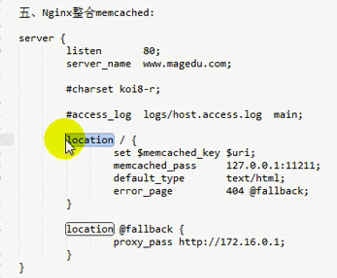 五、Nginx整合memcached:
server {
listen 80;
server_name www.magedu.com;
#charset koi8-r;
#access_log logs/host.access.log main;
location / {
set $memcached_key $uri;
memcached_pass 127.0.0.1:11211;
default_type text/html;
error_page 404 @fallback;
}
location @fallback {
proxy_pass http://172.16.0.1;
}
}